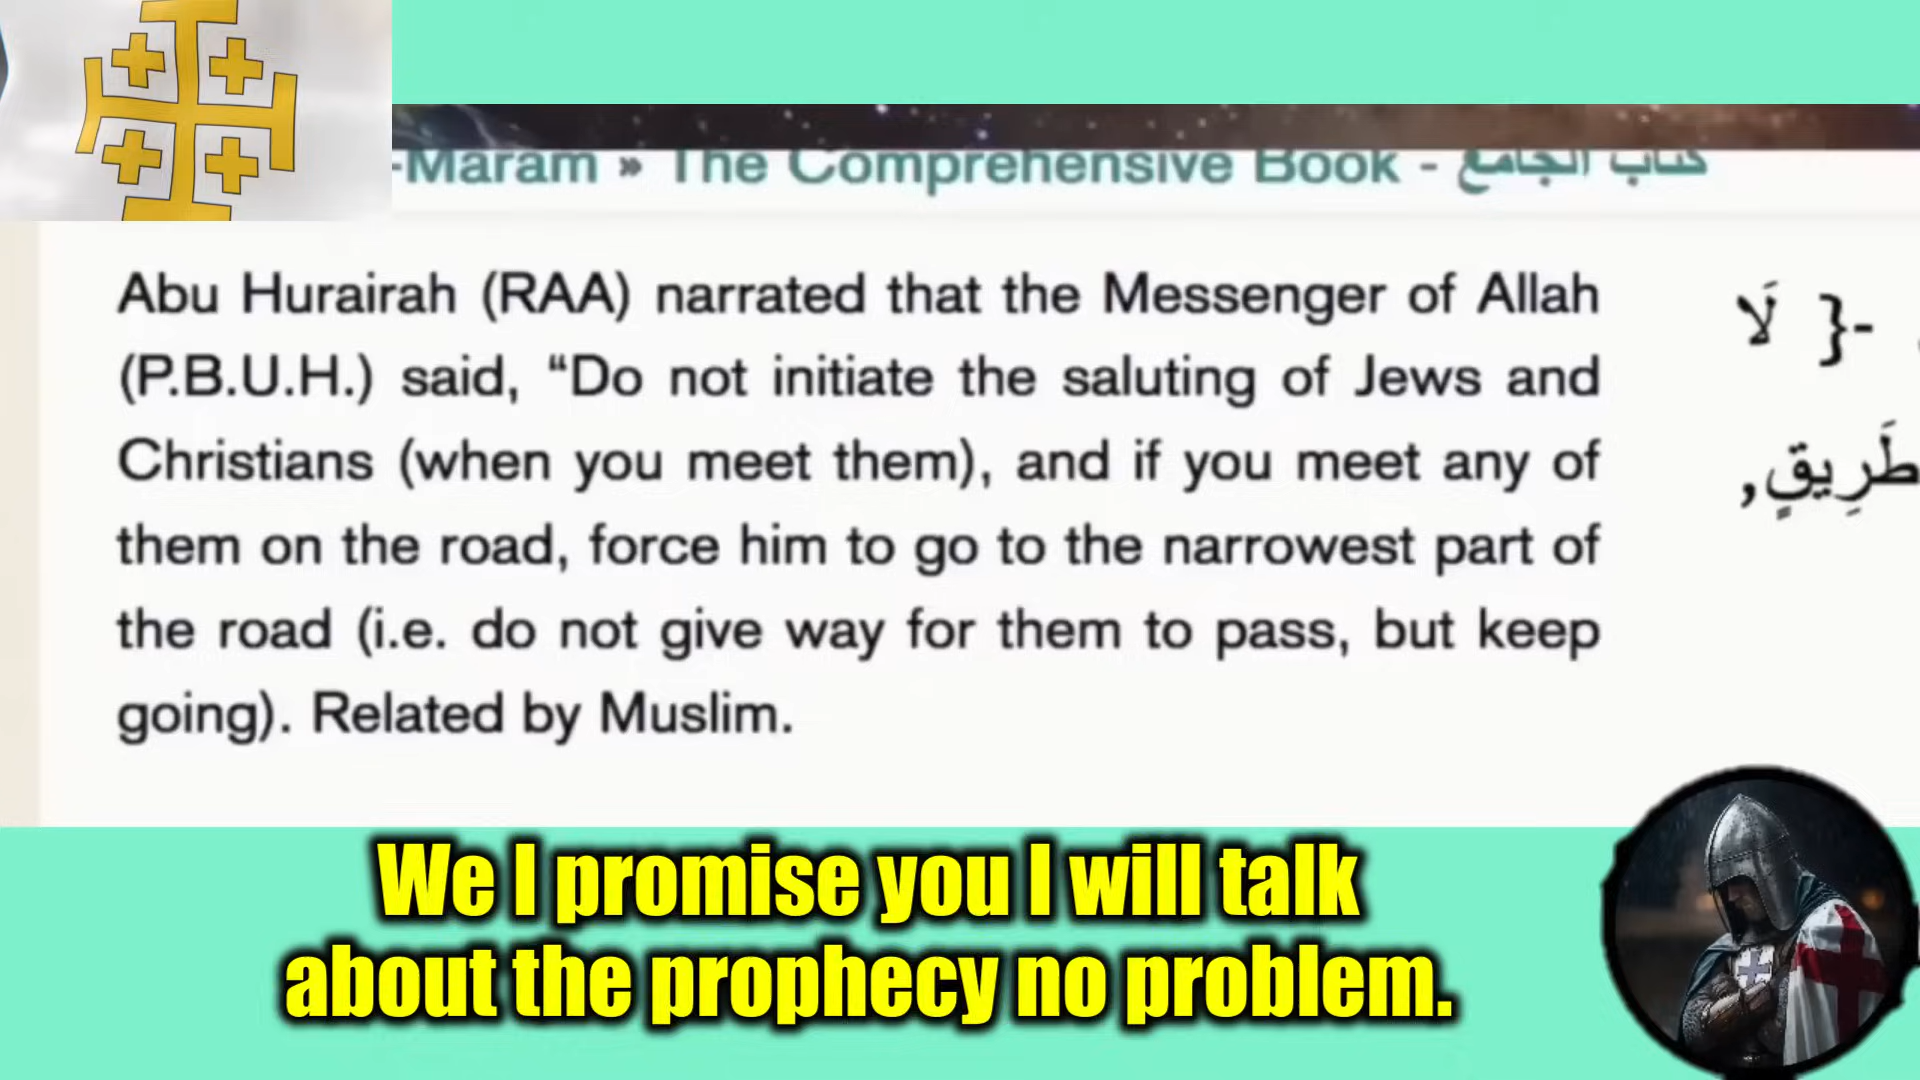 -Maram » The Comprehensive Book - كتاب الجامع
Abu Hurairah (RAA) narrated that the Messenger of Allah
(P.B.U.H.) said, “Do not initiate the saluting of Jews and
Christians (when you meet them), and if you meet any of
them on the road, force him to go to the narrowest part of
the road (i.e. do not give way for them to pass, but keep
going). Related by Muslim.
-{ لَا
طَرِيقٍ,
We I promise you I will talk
about the prophecy no problem.